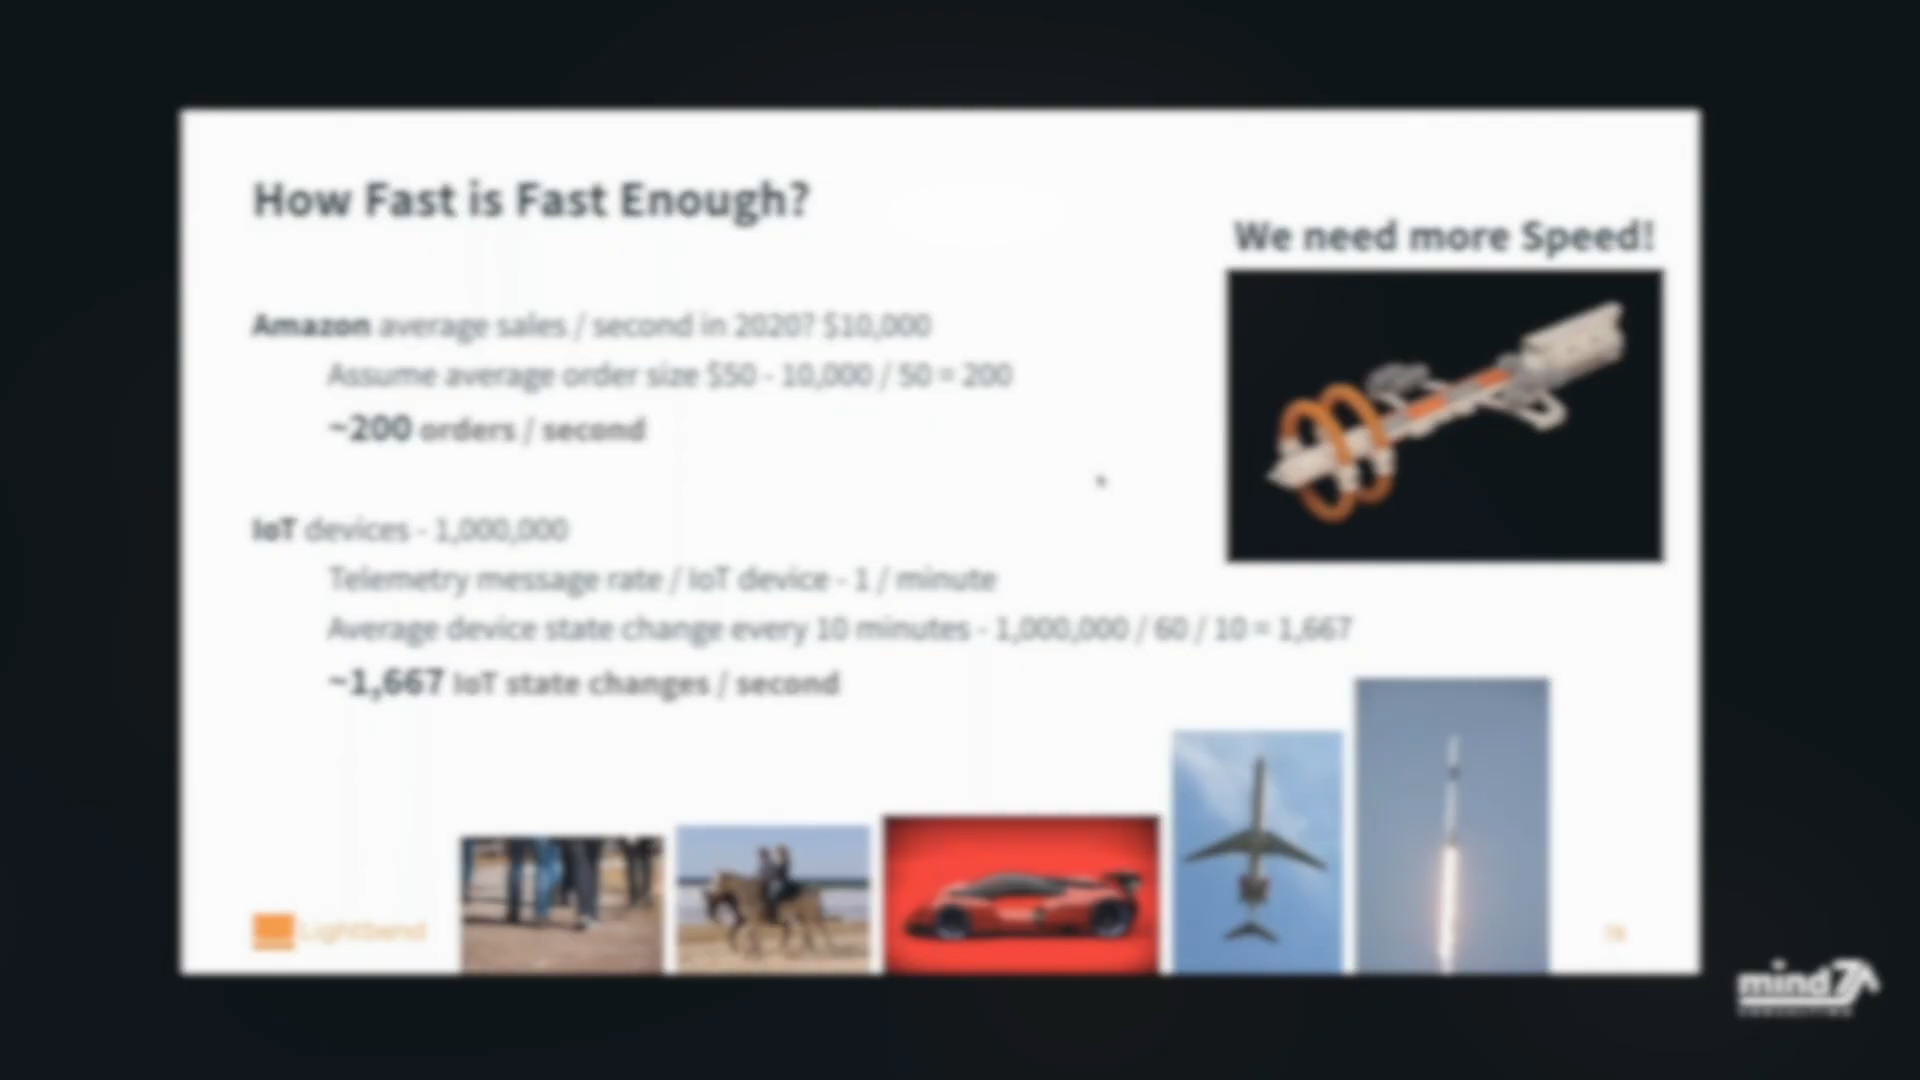 How Fast is Fast Enough?
We need more Speed!
Amazon average sales / second in 2020? $10,000
Assume average order size $50 - 10,000 / 50 = 200
~200 orders / second
IoT devices - 1,000,000
Telemetry message rate / IoT device - 1 / minute
Average device state change every 10 minutes - 1,000,000 / 60 / 10 = 1,667
~1,667 IoT state changes / second
Lightbend
mind7